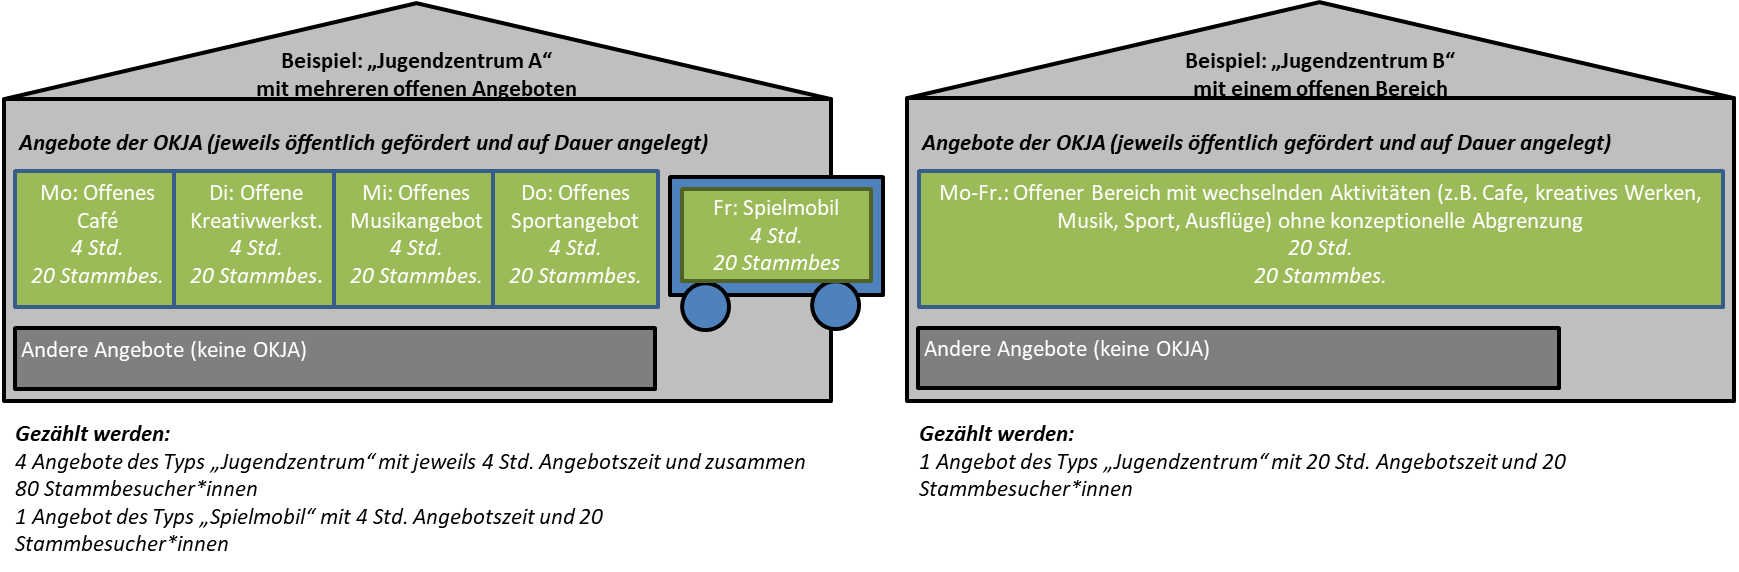 Beispiel: „Jugendzentrum A“
mit mehreren offenen Angeboten
Angebote der OKJA (jeweils öffentlich gefördert und auf Dauer angelegt)
Mo: Offenes
Café
4 Std.
20 Stammbes.
Di: Offene
Kreativwerkst.
4 Std.
20 Stammbes.
Mi: Offenes
Musikangebot
4 Std.
20 Stammbes.
Do: Offenes
Sportangebot
4 Std.
20 Stammbes.
Fr: Spielmobil
4 Std.
20 Stammbes
Andere Angebote (keine OKJA)
Gezählt werden:
4 Angebote des Typs „Jugendzentrum“ mit jeweils 4 Std. Angebotszeit und zusammen
80 Stammbesucher*innen
1 Angebot des Typs „Spielmobil“ mit 4 Std. Angebotszeit und 20
Stammbesucher*innen
Beispiel: „Jugendzentrum B“
mit einem offenen Bereich
Angebote der OKJA (jeweils öffentlich gefördert und auf Dauer angelegt)
Mo-Fr.: Offener Bereich mit wechselnden Aktivitäten (z.B. Cafe, kreatives Werken,
Musik, Sport, Ausflüge) ohne konzeptionelle Abgrenzung
20 Std.
20 Stammbes.
Andere Angebote (keine OKJA)
Gezählt werden:
1 Angebot des Typs „Jugendzentrum“ mit 20 Std. Angebotszeit und 20
Stammbesucher*innen